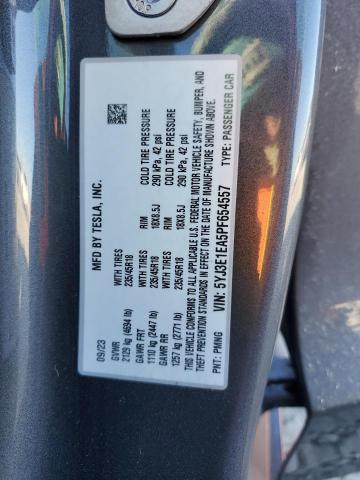 MFD BY TESLA, INC.
09/23
GVWR WITH TIRES RIM COLD TIRE PRESSURE
2129 kg (4694 lb) 235/45R18 18X8.5J 290 kPa, 42 psi
GAWR FRT
1110 kg (2447 lb)
GAWR RR WITH TIRES RIM COLD TIRE PRESSURE
1257 kg (2771 lb) 235/45R18 18X8.5J 290 kPa, 42 psi
THIS VEHICLE CONFORMS TO ALL APPLICABLE U.S. FEDERAL MOTOR VEHICLE SAFETY, BUMPER, AND
THEFT PREVENTION STANDARDS IN EFFECT ON THE DATE OF MANUFACTURE SHOWN ABOVE.
VIN: 5YJ3E1EA5PF654557 TYPE: PASSENGER CAR
PNT: PMNG